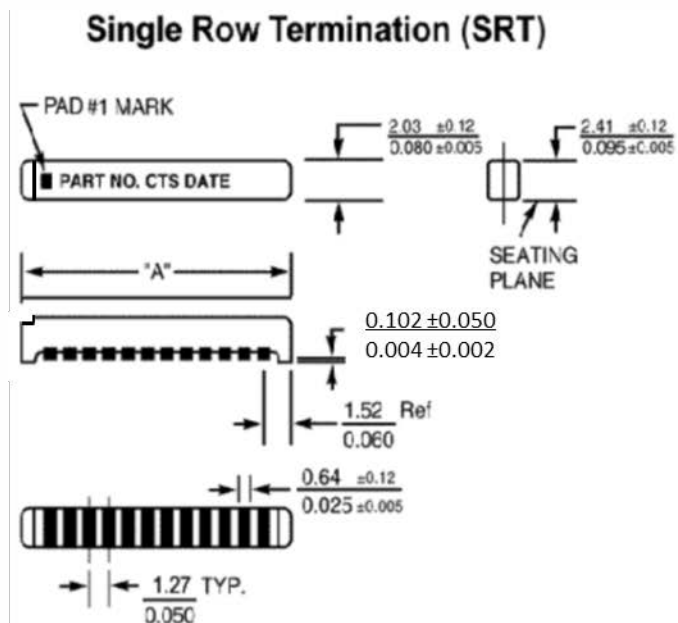 Single Row Termination (SRT)
PAD #1 MARK
2.03 ±0.12
0.080 ±0.005
2.41 ±0.12
0.095 ±0.005
PART NO. CTS DATE
SEATING
PLANE
"A"
0.102 ±0.050
0.004 ±0.002
1.52 Ref
0.060
0.64 ±0.12
0.025 ±0.005
1.27 TYP.
0.050